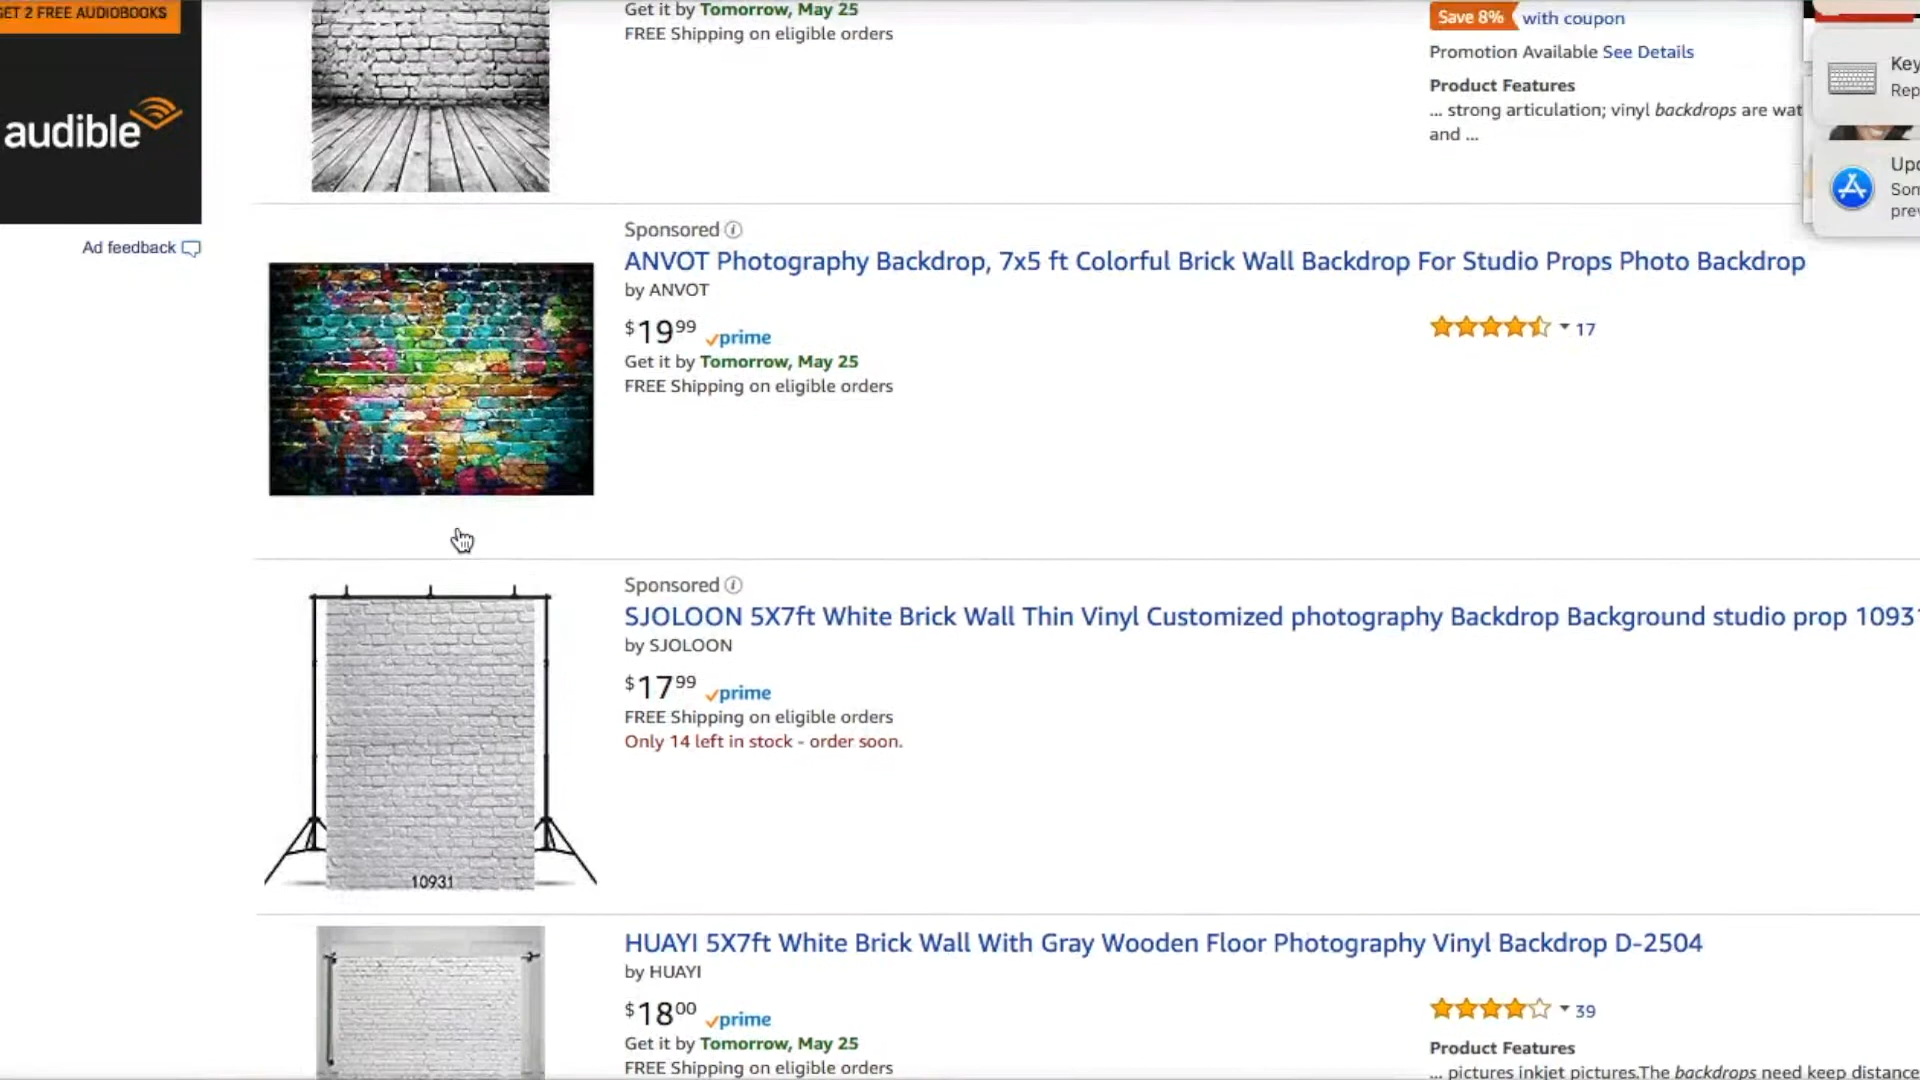 GET 2 FREE AUDIOBOOKS
audible
Ad feedback
Get it by Tomorrow, May 25
FREE Shipping on eligible orders
Save 8% with coupon
Promotion Available See Details
Product Features
... strong articulation; vinyl backdrops are wat
and ...
Key
Rep
Upd
Som
prev
Sponsored
ANVOT Photography Backdrop, 7x5 ft Colorful Brick Wall Backdrop For Studio Props Photo Backdrop
by ANVOT
$19.99 prime
Get it by Tomorrow, May 25
FREE Shipping on eligible orders
17
Sponsored
SJOLOON 5X7ft White Brick Wall Thin Vinyl Customized photography Backdrop Background studio prop 10931
by SJOLOON
$17.99 prime
FREE Shipping on eligible orders
Only 14 left in stock - order soon.
10931
HUAYI 5X7ft White Brick Wall With Gray Wooden Floor Photography Vinyl Backdrop D-2504
by HUAYI
$18.00 prime
Get it by Tomorrow, May 25
FREE Shipping on eligible orders
39
Product Features
... pictures inkjet pictures.The backdrops need keep distance